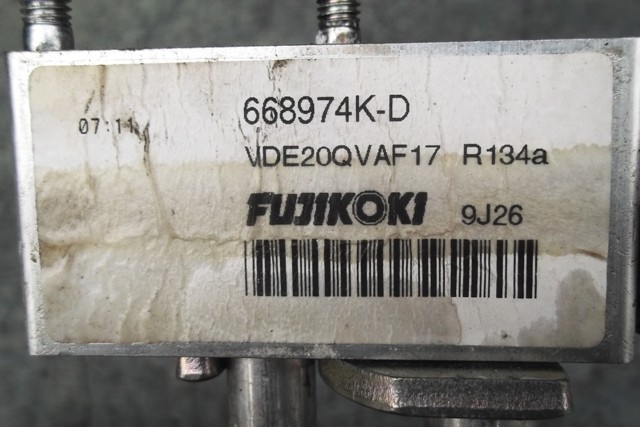 668974K-D
07:11
VDE20QVAF17 R134a
FUJIKOKI 9J26